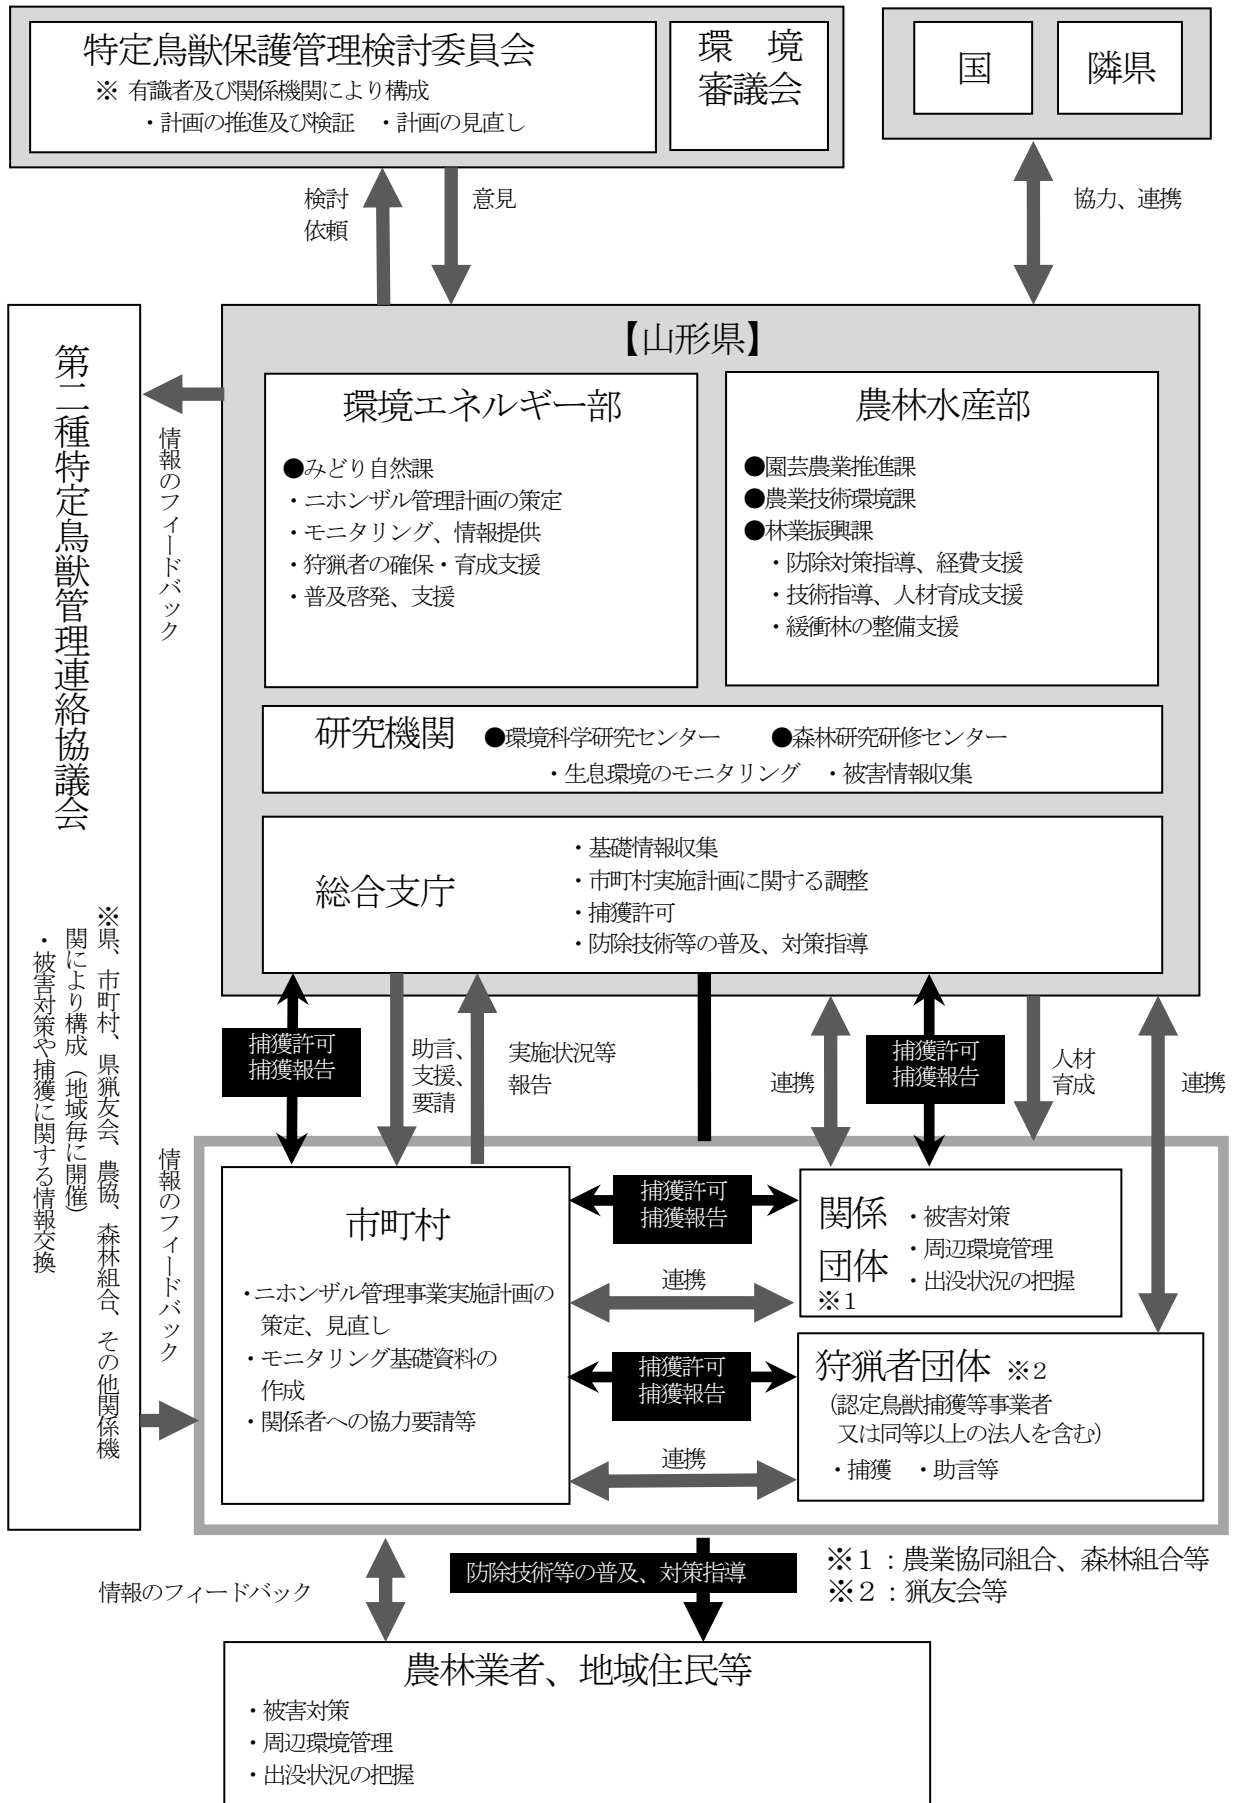 特定鳥獣保護管理検討委員会
※ 有識者及び関係機関により構成
・計画の推進及び検証 ・計画の見直し
環 境
審議会
国
隣県
検討
依頼
意見
協力、連携
【山形県】
環境エネルギー部
●みどり自然課
・ニホンザル管理計画の策定
・モニタリング、情報提供
・狩猟者の確保・育成支援
・普及啓発、支援
農林水産部
●園芸農業推進課
●農業技術環境課
●林業振興課
・防除対策指導、経費支援
・技術指導、人材育成支援
・緩衝林の整備支援
研究機関 ●環境科学研究センター ●森林研究研修センター
・生息環境のモニタリング ・被害情報収集
総合支庁
・基礎情報収集
・市町村実施計画に関する調整
・捕獲許可
・防除技術等の普及、対策指導
第二種特定鳥獣管理連絡協議会
※県、市町村、県猟友会、農協、森林組合、その他関係機
関により構成（地域毎に開催）
・被害対策や捕獲に関する情報交換
情報のフィードバック
情報のフィードバック
捕獲許可
捕獲報告
助言、
支援、
要請
実施状況等
報告
連携
捕獲許可
捕獲報告
人材
育成
連携
市町村
・ニホンザル管理事業実施計画の
策定、見直し
・モニタリング基礎資料の
作成
・関係者への協力要請等
捕獲許可
捕獲報告
連携
捕獲許可
捕獲報告
連携
関係
団体
※1
・被害対策
・周辺環境管理
・出没状況の把握
狩猟者団体 ※2
(認定鳥獣捕獲等事業者
又は同等以上の法人を含む)
・捕獲 ・助言等
情報のフィードバック
防除技術等の普及、対策指導
※１：農業協同組合、森林組合等
※２：猟友会等
農林業者、地域住民等
・被害対策
・周辺環境管理
・出没状況の把握